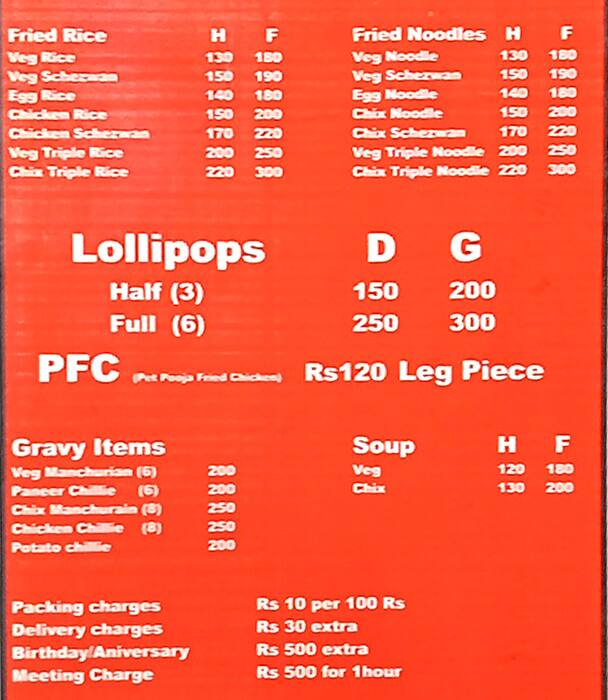 Fried Rice H F
Veg Rice 130 180
Veg Schezwan 150 190
Egg Rice 140 180
Chicken Rice 150 200
Chicken Schezwan 170 220
Veg Triple Rice 200 250
Chix Triple Rice 220 300
Fried Noodles H F
Veg Noodle 130 180
Veg Schezwan 150 190
Egg Noodle 140 180
Chix Noodle 150 200
Chix Schezwan 170 220
Veg Triple Noodle 200 250
Chix Triple Noodle 220 300
Lollipops D G
Half (3) 150 200
Full (6) 250 300
PFC (Pet Pooja Fried Chicken) Rs120 Leg Piece
Gravy Items
Veg Manchurian (6) 200
Paneer Chillie (6) 200
Chix Manchurain (8) 250
Chicken Chillie (8) 250
Potato chillie 200
Soup H F
Veg 120 180
Chix 130 200
Packing charges Rs 10 per 100 Rs
Delivery charges Rs 30 extra
Birthday/Aniversary Rs 500 extra
Meeting Charge Rs 500 for 1hour